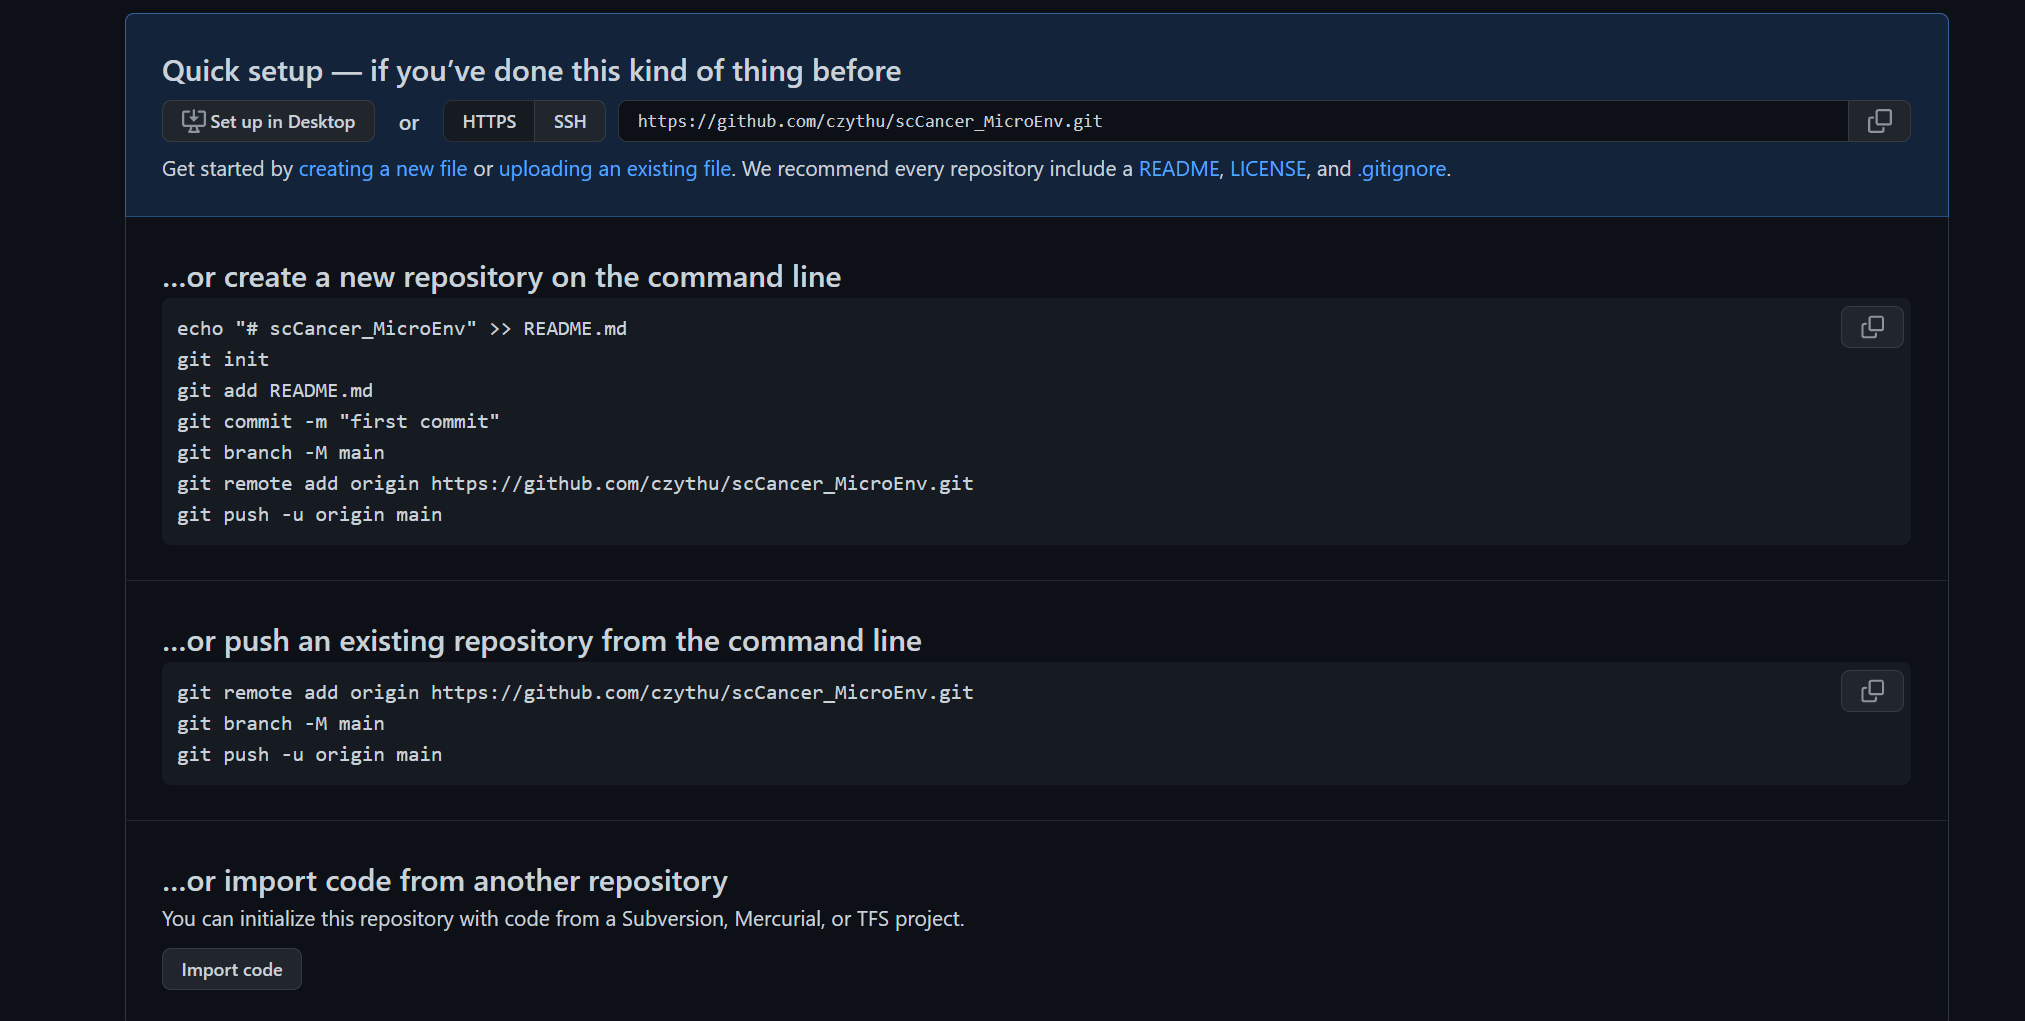 Quick setup — if you’ve done this kind of thing before
Set up in Desktop or HTTPS SSH https://github.com/czythu/scCancer_MicroEnv.git
Get started by creating a new file or uploading an existing file. We recommend every repository include a README, LICENSE, and .gitignore.
…or create a new repository on the command line
echo "# scCancer_MicroEnv" >> README.md
git init
git add README.md
git commit -m "first commit"
git branch -M main
git remote add origin https://github.com/czythu/scCancer_MicroEnv.git
git push -u origin main
…or push an existing repository from the command line
git remote add origin https://github.com/czythu/scCancer_MicroEnv.git
git branch -M main
git push -u origin main
…or import code from another repository
You can initialize this repository with code from a Subversion, Mercurial, or TFS project.
Import code